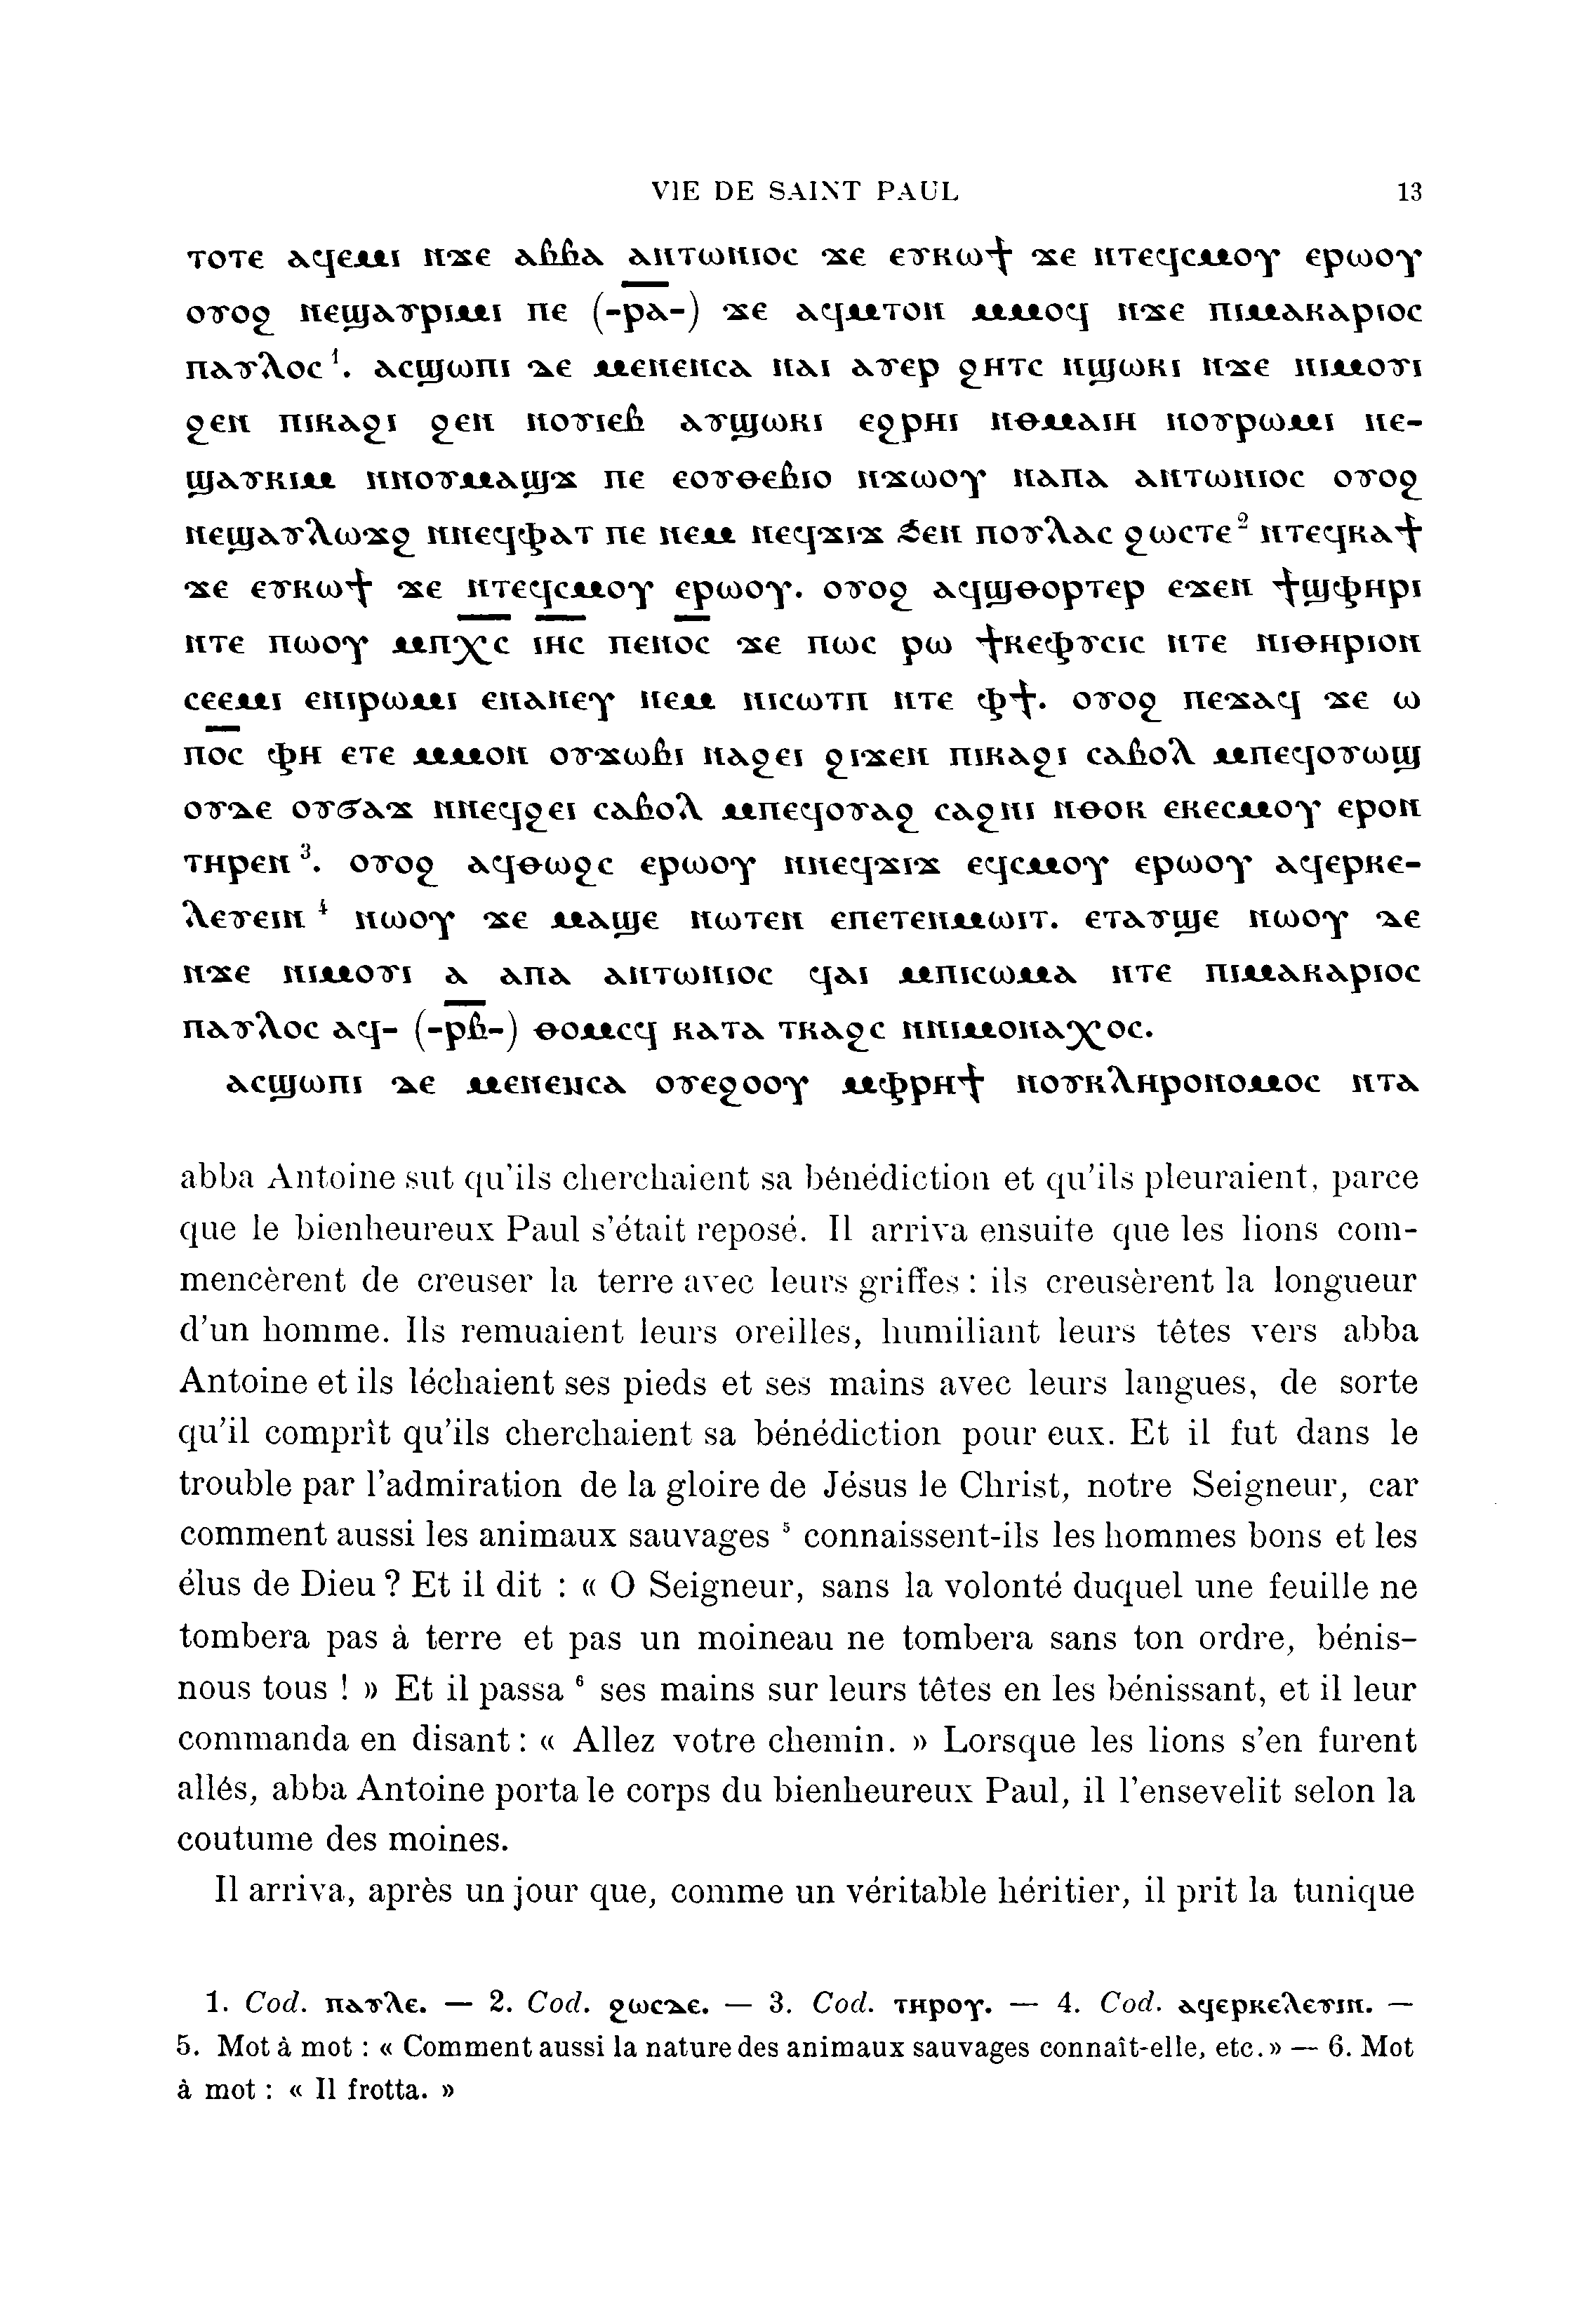 VIE DE SAINT PAUL 13
ⲧⲟⲧⲉ ⲁϥⲉⲙⲓ ⲛϫⲉ ⲁⲃⲃⲁ ⲁⲛⲧⲱⲛⲓⲟⲥ ϫⲉ ⲉⲩⲕⲱϯ ϫⲉ ⲛⲧⲉϥⲥⲙⲟⲩ ⲉⲣⲱⲟⲩ
ⲟⲩⲟϩ ⲛⲉϣⲁⲩⲣⲓⲙⲓ ⲡⲉ (-ⲣ̅ⲁ̅-) ϫⲉ ⲁϥⲙⲧⲟⲛ ⲙⲙⲟϥ ⲛϫⲉ ⲡⲓⲙⲁⲕⲁⲣⲓⲟⲥ
ⲡⲁⲩⲗⲟⲥ ¹. ⲁⲥϣⲱⲡⲓ ⲇⲉ ⲙⲉⲛⲉⲛⲥⲁ ⲛⲁⲓ ⲁⲩⲉⲣ ϩⲏⲧⲥ ⲛϣⲱⲕⲓ ⲛϫⲉ ⲛⲓⲙⲟⲩⲓ
ϩⲉⲛ ⲡⲓⲕⲁϩⲓ ϩⲉⲛ ⲛⲟⲩⲓⲉⲃ ⲁⲩϣⲱⲕⲓ ⲉϩⲣⲏⲓ ⲛⲑⲙⲁⲓⲏ ⲛⲟⲩⲣⲱⲙⲓ ⲛⲉ-
ϣⲁⲩⲕⲓⲙ ⲛⲛⲟⲩⲙⲁϣϫ ⲡⲉ ⲉⲟⲩⲑⲉⲃⲓⲟ ⲛϫⲱⲟⲩ ⲛⲁⲡⲁ ⲁⲛⲧⲱⲛⲓⲟⲥ ⲟⲩⲟϩ
ⲛⲉϣⲁⲩⲗⲱϫϩ ⲛⲛⲉϥⲫⲁⲧ ⲡⲉ ⲛⲉⲙ ⲛⲉϥϫⲓϫ ϧⲉⲛ ⲡⲟⲩⲗⲁⲥ ϩⲱⲥⲧⲉ ² ⲛⲧⲉϥⲕⲁϯ
ϫⲉ ⲉⲩⲕⲱϯ ϫⲉ ⲛⲧⲉϥⲥⲙⲟⲩ ⲉⲣⲱⲟⲩ. ⲟⲩⲟϩ ⲁϥϣⲑⲟⲣⲧⲉⲣ ⲉϫⲉⲛ ϯϣⲫⲏⲣⲓ
ⲛⲧⲉ ⲡⲱⲟⲩ ⲙⲡⲭ̅ⲥ̅ ⲓ̅ⲏ̅ⲥ̅ ⲡⲉⲛⲟ̅ⲥ̅ ϫⲉ ⲡⲱⲥ ⲣⲱ ϯⲕⲉⲫⲩⲥⲓⲥ ⲛⲧⲉ ⲛⲓⲑⲏⲣⲓⲟⲛ
ⲥⲉⲉⲙⲓ ⲉⲛⲓⲣⲱⲙⲓ ⲉⲛⲁⲛⲉⲩ ⲛⲉⲙ ⲛⲓⲥⲱⲧⲡ ⲛⲧⲉ ⲫϯ. ⲟⲩⲟϩ ⲡⲉϫⲁϥ ϫⲉ ⲱ
ⲡⲟ̅ⲥ̅ ⲫⲏ ⲉⲧⲉ ⲙⲙⲟⲛ ⲟⲩϫⲱⲃⲓ ⲛⲁϩⲉⲓ ϩⲓϫⲉⲛ ⲡⲓⲕⲁϩⲓ ⲥⲁⲃⲟⲗ ⲙⲡⲉϥⲟⲩⲱϣ
ⲟⲩⲇⲉ ⲟⲩϭⲁϫ ⲛⲛⲉϥϩⲉⲓ ⲥⲁⲃⲟⲗ ⲙⲡⲉϥⲟⲩⲁϩ ⲥⲁϩⲛⲓ ⲛⲑⲟⲕ ⲉⲕⲉⲥⲙⲟⲩ ⲉⲣⲟⲛ
ⲧⲏⲣⲉⲛ ³. ⲟⲩⲟϩ ⲁϥⲑⲱϩⲥ ⲉⲣⲱⲟⲩ ⲛⲛⲉϥϫⲓϫ ⲉϥⲥⲙⲟⲩ ⲉⲣⲱⲟⲩ ⲁϥⲉⲣⲕⲉ-
ⲗⲉⲩⲉⲓⲛ ⁴ ⲛⲱⲟⲩ ϫⲉ ⲙⲁϣⲉ ⲛⲱⲧⲉⲛ ⲉⲡⲉⲧⲉⲛⲙⲱⲓⲧ. ⲉⲧⲁⲩϣⲉ ⲛⲱⲟⲩ ⲇⲉ
ⲛϫⲉ ⲛⲓⲙⲟⲩⲓ ⲁ ⲁⲡⲁ ⲁⲛⲧⲱⲛⲓⲟⲥ ϥⲁⲓ ⲙⲡⲓⲥⲱⲙⲁ ⲛⲧⲉ ⲡⲓⲙⲁⲕⲁⲣⲓⲟⲥ
ⲡⲁⲩⲗⲟⲥ ⲁϥ- (-ⲣ̅ⲃ̅-) ⲑⲟⲙⲥϥ ⲕⲁⲧⲁ ⲧⲕⲁϩⲥ ⲛⲛⲓⲙⲟⲛⲁⲭⲟⲥ.
ⲁⲥϣⲱⲡⲓ ⲇⲉ ⲙⲉⲛⲉⲛⲥⲁ ⲟⲩⲉϩⲟⲟⲩ ⲙⲫⲣⲏϯ ⲛⲟⲩⲕⲗⲏⲣⲟⲛⲟⲙⲟⲥ ⲛⲧⲁ
abba Antoine sut qu'ils cherchaient sa bénédiction et qu'ils pleuraient, parce
que le bienheureux Paul s'était reposé. Il arriva ensuite que les lions com-
mencèrent de creuser la terre avec leurs griffes : ils creusèrent la longueur
d'un homme. Ils remuaient leurs oreilles, humiliant leurs têtes vers abba
Antoine et ils léchaient ses pieds et ses mains avec leurs langues, de sorte
qu'il comprît qu'ils cherchaient sa bénédiction pour eux. Et il fut dans le
trouble par l'admiration de la gloire de Jésus le Christ, notre Seigneur, car
comment aussi les animaux sauvages ⁵ connaissent-ils les hommes bons et les
élus de Dieu ? Et il dit : « O Seigneur, sans la volonté duquel une feuille ne
tombera pas à terre et pas un moineau ne tombera sans ton ordre, bénis-
nous tous ! » Et il passa ⁶ ses mains sur leurs têtes en les bénissant, et il leur
commanda en disant : « Allez votre chemin. » Lorsque les lions s'en furent
allés, abba Antoine porta le corps du bienheureux Paul, il l'ensevelit selon la
coutume des moines.
Il arriva, après un jour que, comme un véritable héritier, il prit la tunique
1. Cod. ⲡⲁⲩⲗⲉ. — 2. Cod. ϩⲱⲥⲇⲉ. — 3. Cod. ⲧⲏⲣⲟⲩ. — 4. Cod. ⲁϥⲉⲣⲕⲉⲗⲉⲩⲓⲛ. —
5. Mot à mot : « Comment aussi la nature des animaux sauvages connaît-elle, etc. » — 6. Mot
à mot : « Il frotta. »